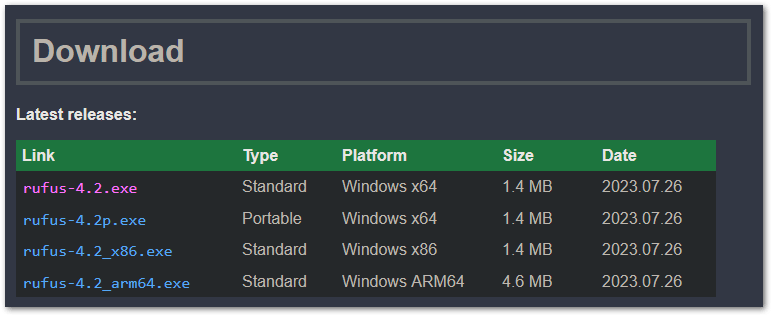 Download
Latest releases:
Link Type Platform Size Date
rufus-4.2.exe Standard Windows x64 1.4 MB 2023.07.26
rufus-4.2p.exe Portable Windows x64 1.4 MB 2023.07.26
rufus-4.2_x86.exe Standard Windows x86 1.4 MB 2023.07.26
rufus-4.2_arm64.exe Standard Windows ARM64 4.6 MB 2023.07.26